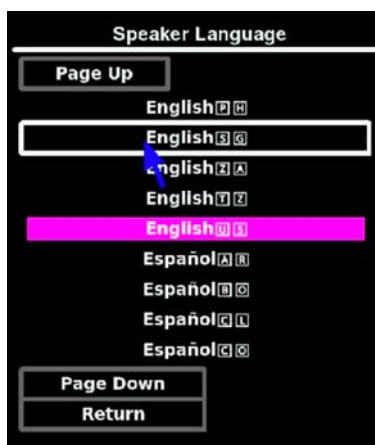 Speaker Language
Page Up
English🇵 🇭
English🇸 🇬
English🇿 🇦
English🇹 🇿
English🇺 🇸
Español🇦 🇷
Español🇧 🇴
Español🇨 🇱
Español🇨 🇴
Page Down
Return